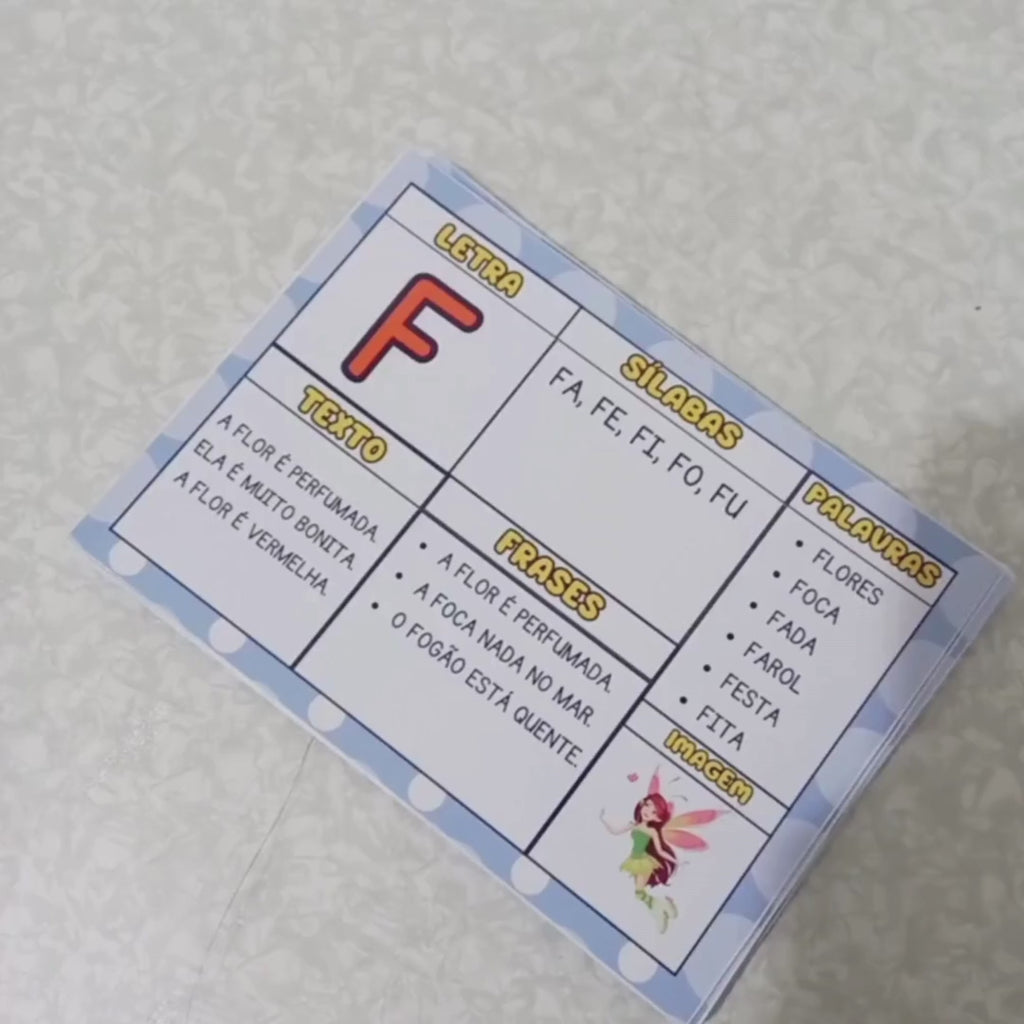 LETRA
F
SÍLABAS
FA, FE, FI, FO, FU
PALAVRAS
• FLORES
• FOCA
• FADA
• FAROL
• FESTA
• FITA
TEXTO
A FLOR É PERFUMADA.
ELA É MUITO BONITA.
A FLOR É VERMELHA.
FRASES
• A FLOR É PERFUMADA.
• A FOCA NADA NO MAR.
• O FOGÃO ESTÁ QUENTE.
IMAGEM